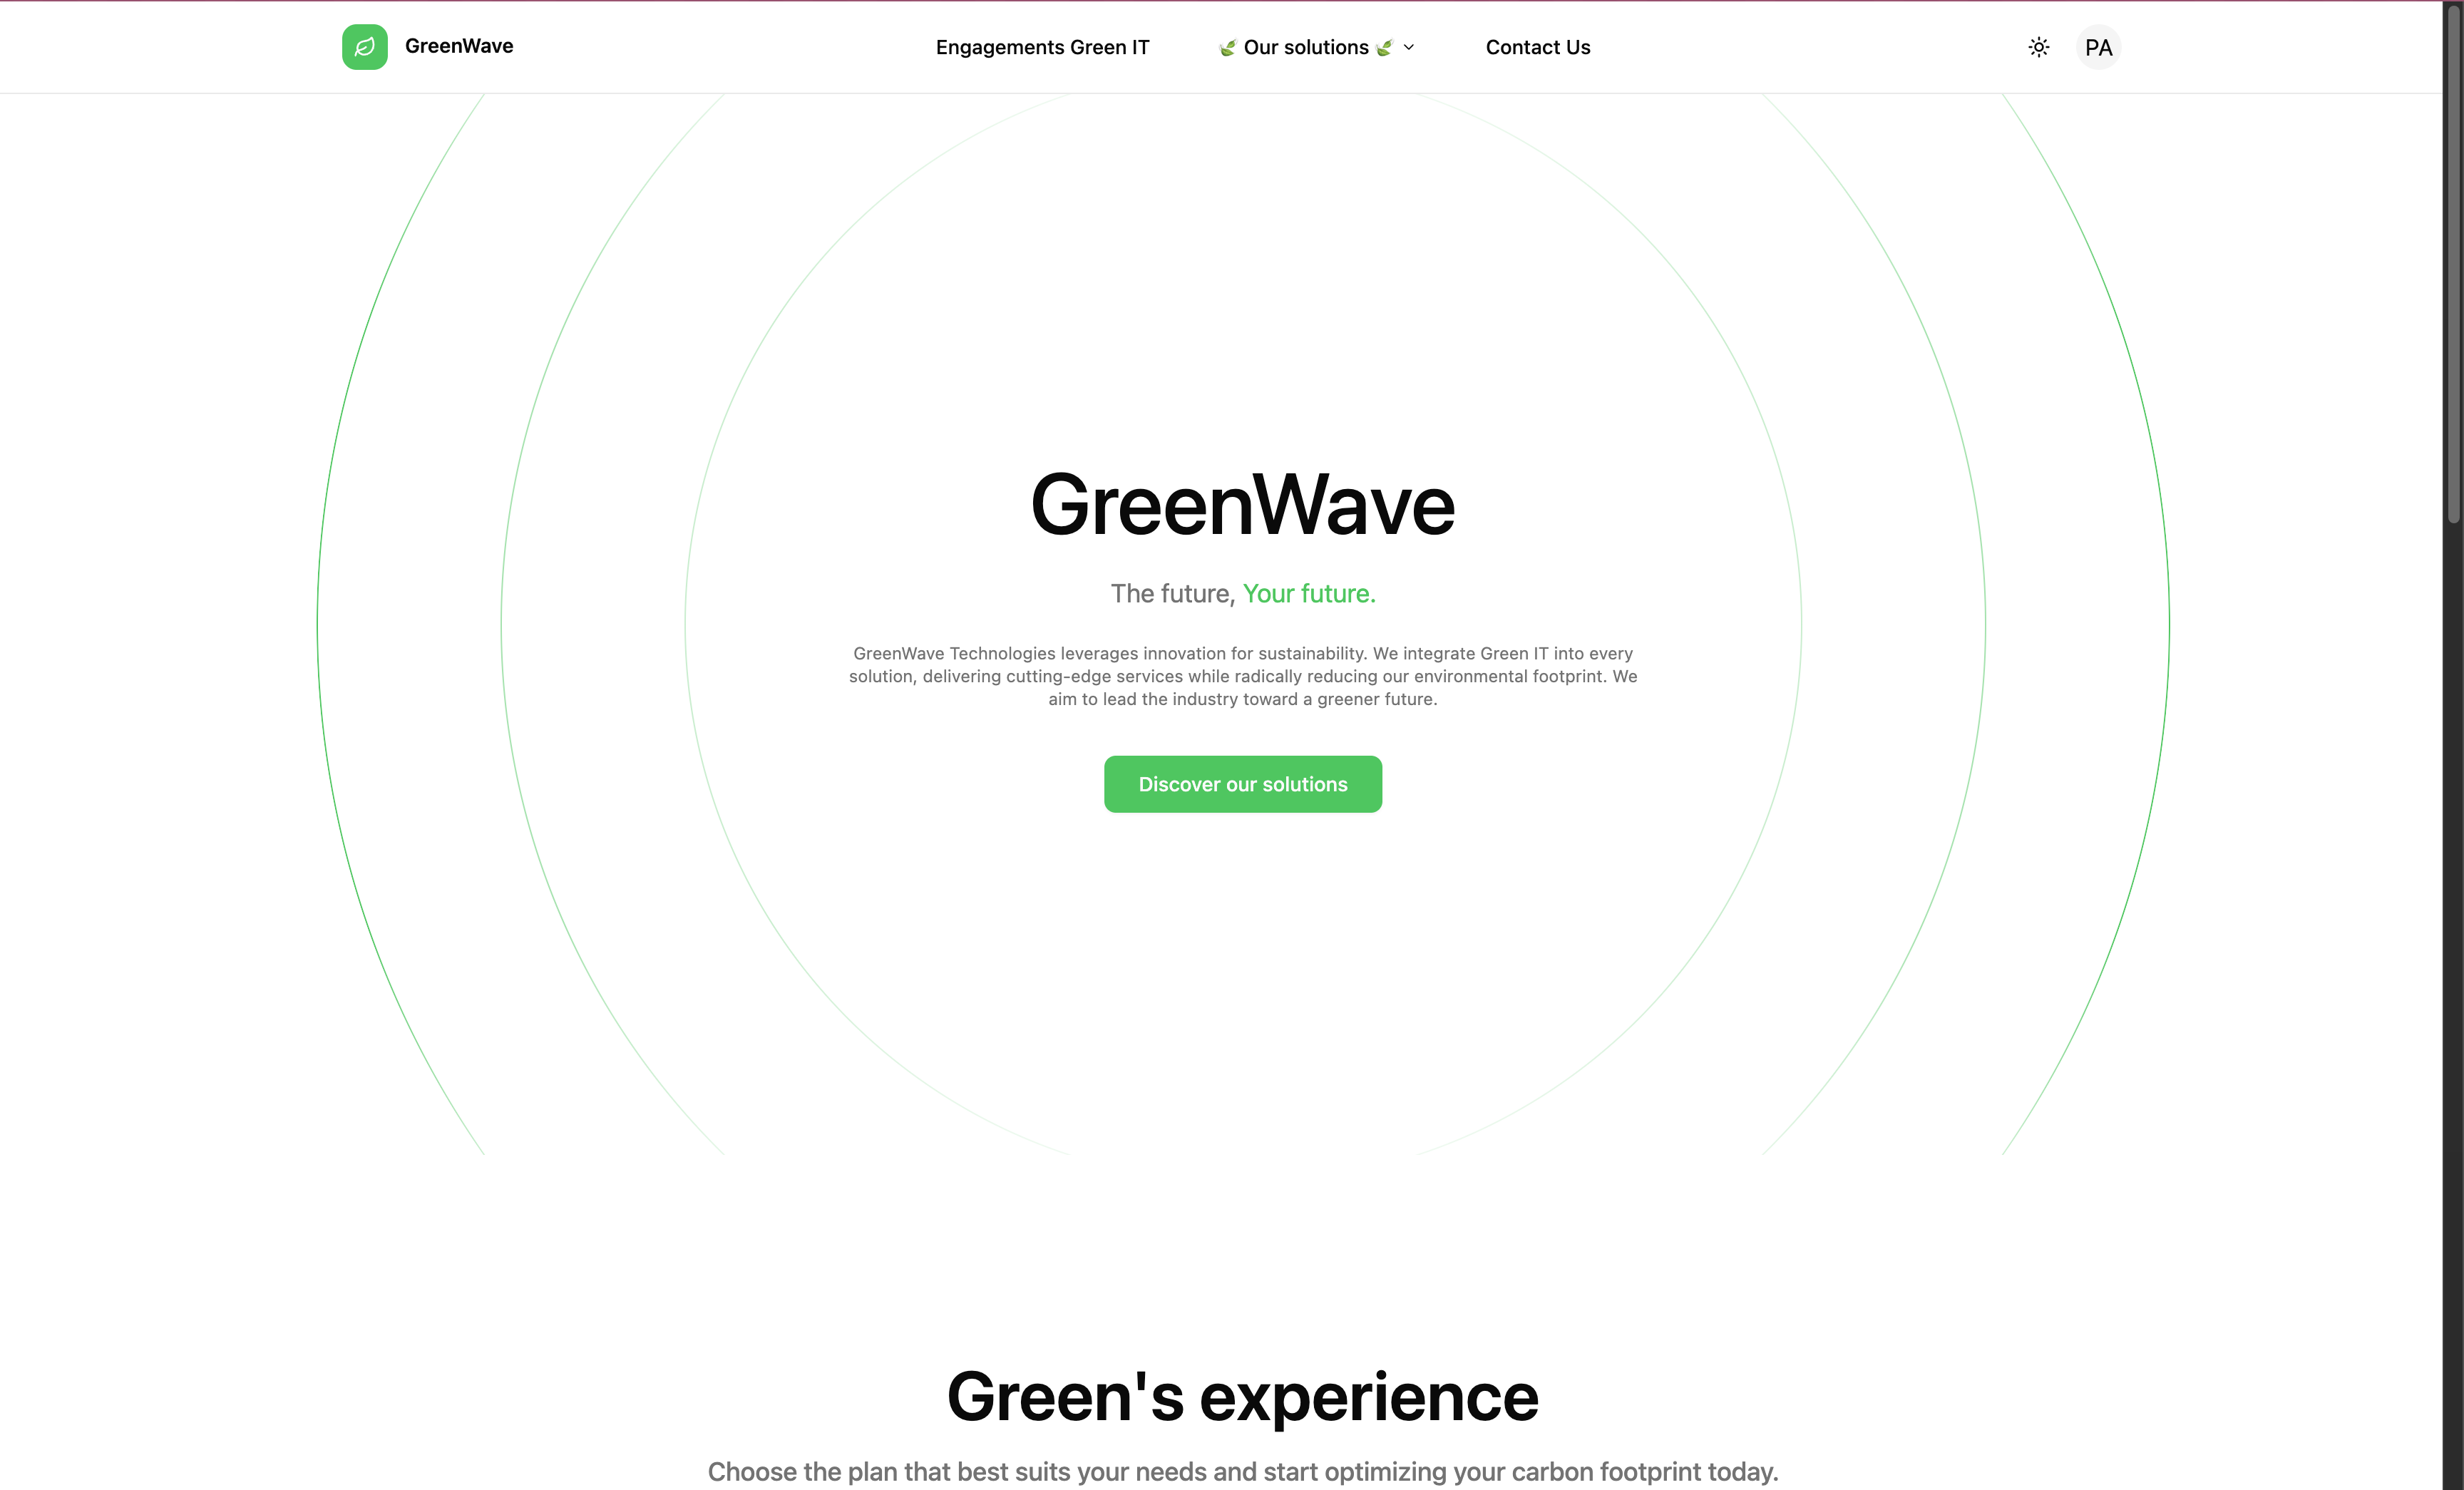 GreenWave
Engagements Green IT
🍃 Our solutions 🍃
Contact Us
PA
GreenWave
The future, Your future.
GreenWave Technologies leverages innovation for sustainability. We integrate Green IT into every
solution, delivering cutting-edge services while radically reducing our environmental footprint. We
aim to lead the industry toward a greener future.
Discover our solutions
Green's experience
Choose the plan that best suits your needs and start optimizing your carbon footprint today.